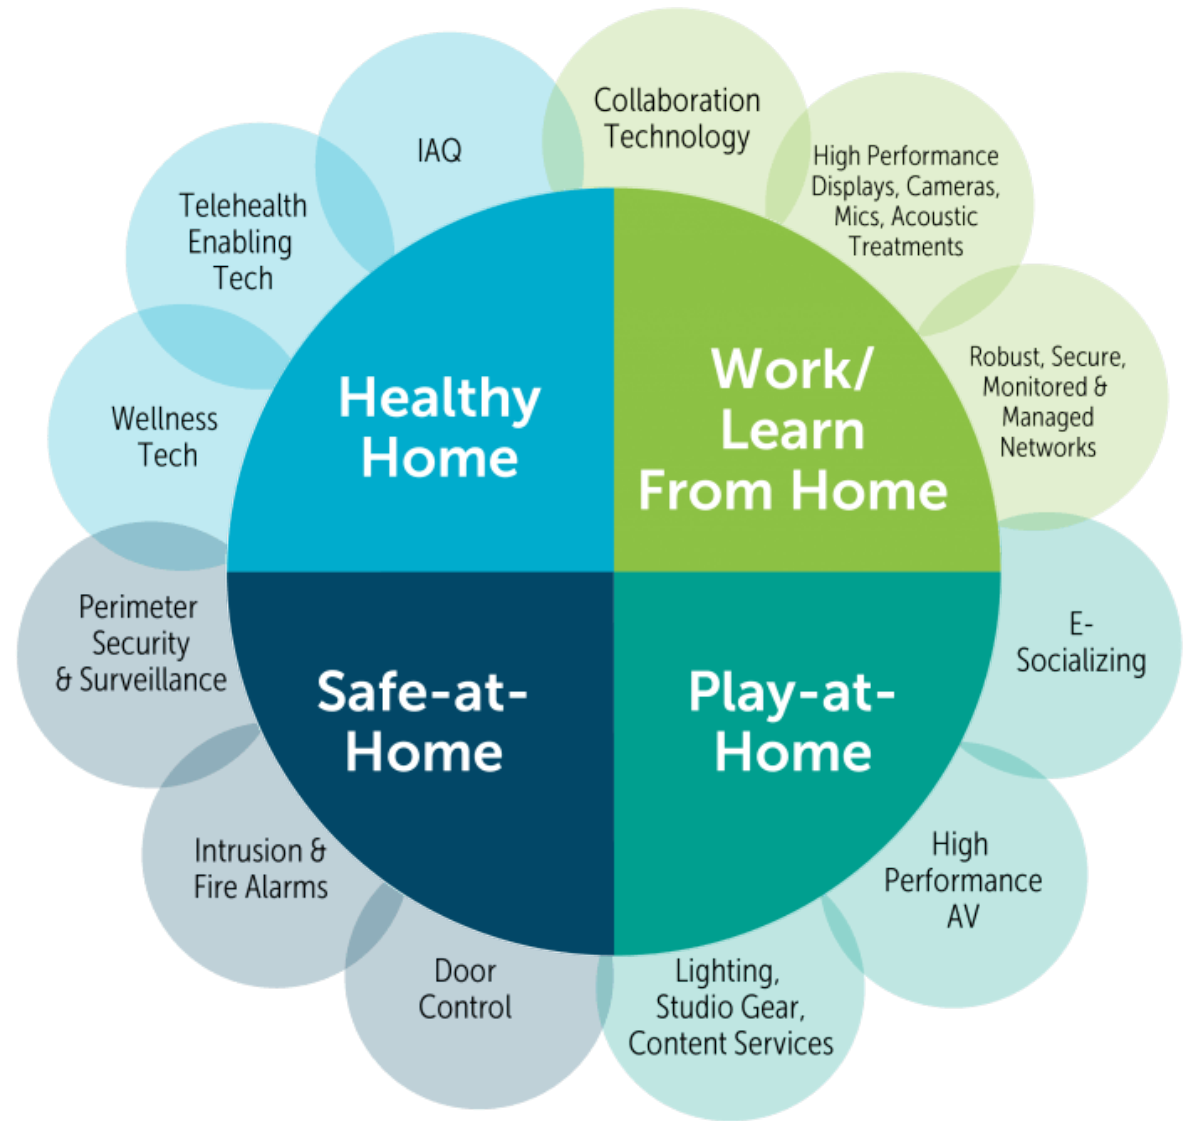 Healthy
Home
IAQ
Telehealth
Enabling
Tech
Wellness
Tech
Work/
Learn
From Home
Collaboration
Technology
High Performance
Displays, Cameras,
Mics, Acoustic
Treatments
Robust, Secure,
Monitored &
Managed
Networks
Safe-at-
Home
Perimeter
Security
& Surveillance
Intrusion &
Fire Alarms
Door
Control
Play-at-
Home
E-
Socializing
High
Performance
AV
Lighting,
Studio Gear,
Content Services